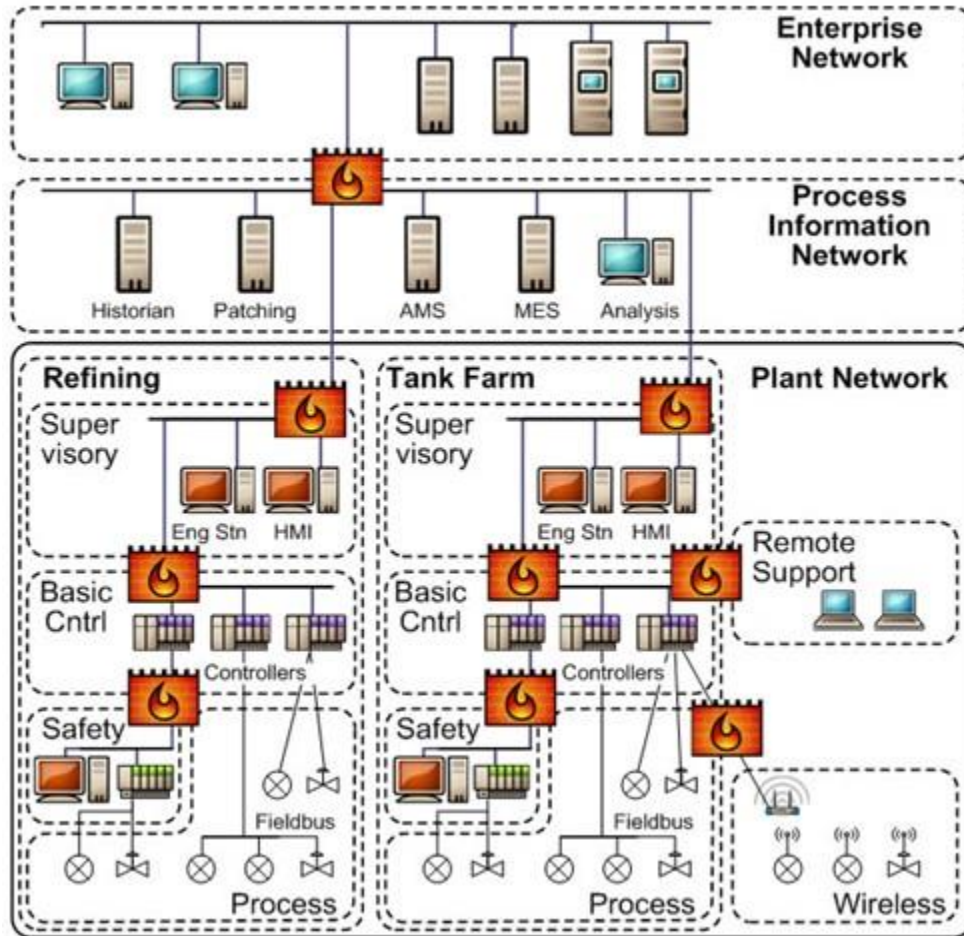 Enterprise
Network
Process
Information
Network
Historian
Patching
AMS
MES
Analysis
Refining
Tank Farm
Plant Network
Super
visory
Eng Stn
HMI
Super
visory
Eng Stn
HMI
Remote
Support
Basic
Cntrl
Controllers
Basic
Cntrl
Controllers
Safety
Fieldbus
Process
Safety
Fieldbus
Process
Wireless